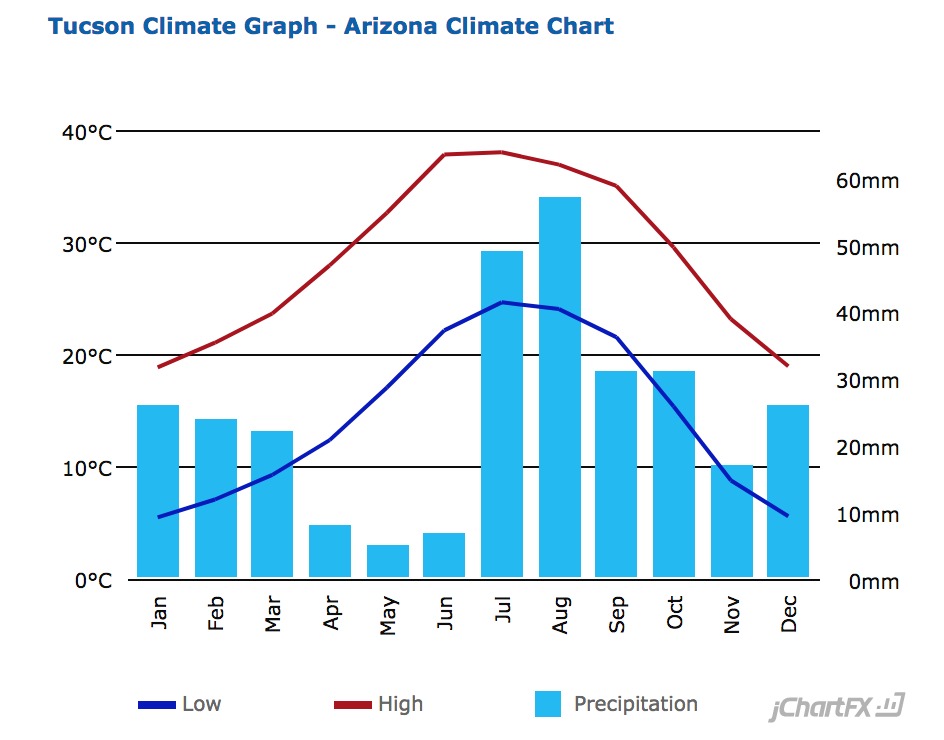 Tucson Climate Graph - Arizona Climate Chart
40°C
30°C
20°C
10°C
0°C
60mm
50mm
40mm
30mm
20mm
10mm
0mm
Jan
Feb
Mar
Apr
May
Jun
Jul
Aug
Sep
Oct
Nov
Dec
Low
High
Precipitation
jChartFX